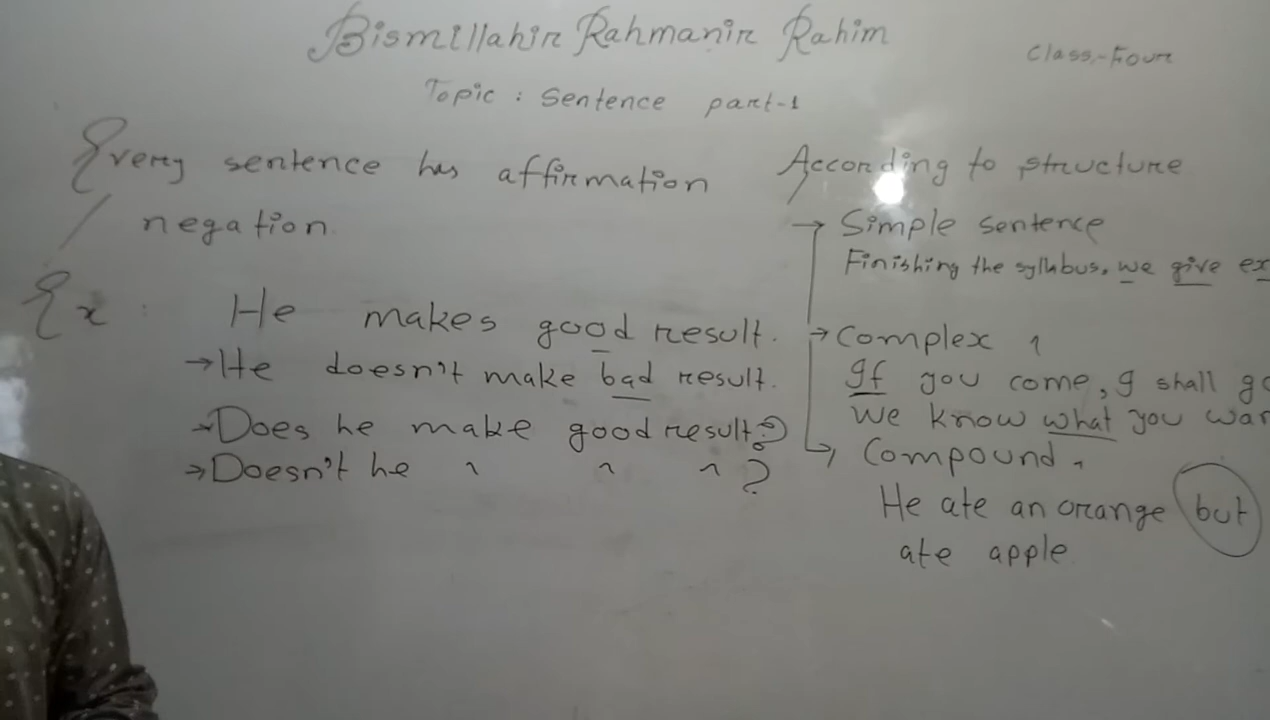 Bismillahir Rahmanir Rahim
Class-Four
Topic : Sentence part-1
Every sentence has affirmation
negation
Ex : He makes good result.
→ He doesn't make bad result.
→ Does he make good result?
→ Doesn't he " " " ?
According to structure
→ Simple sentence
Finishing the syllabus, we give ex
→ Complex "
If you come, I shall go
We know what you wan
→ Compound "
He ate an orange but
ate apple